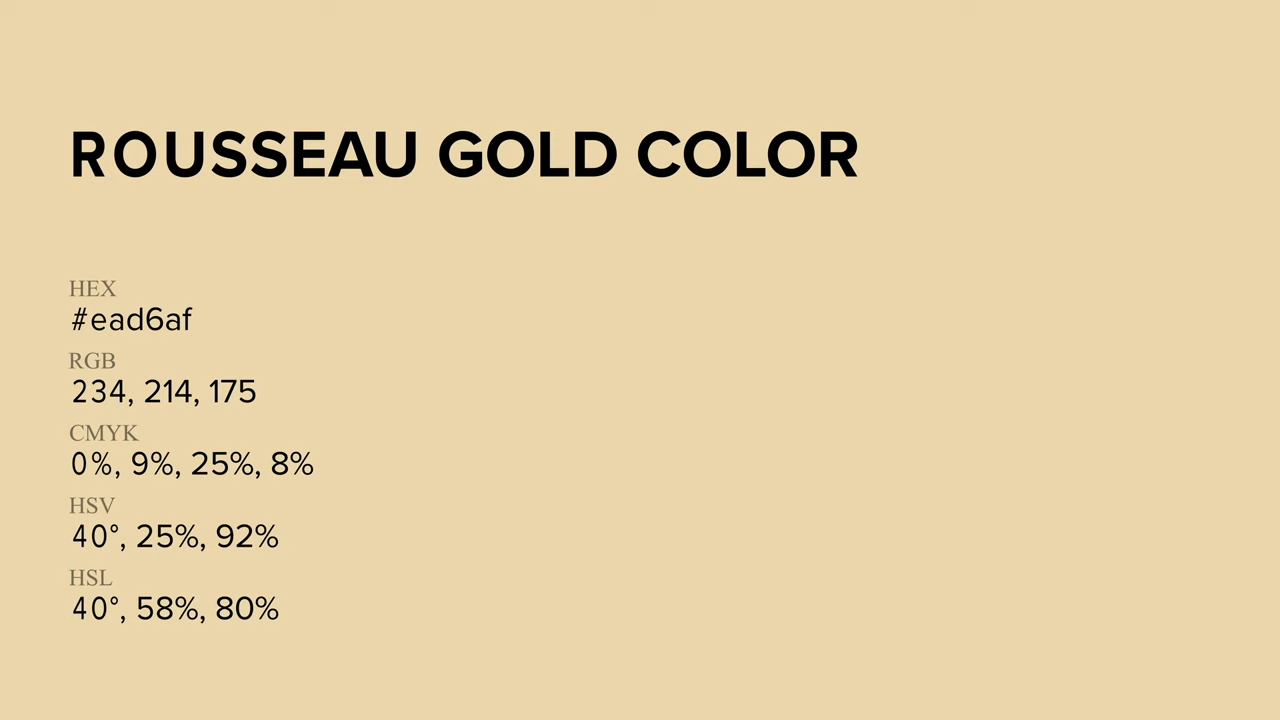 ROUSSEAU GOLD COLOR
HEX
#ead6af
RGB
234, 214, 175
CMYK
0%, 9%, 25%, 8%
HSV
40°, 25%, 92%
HSL
40°, 58%, 80%